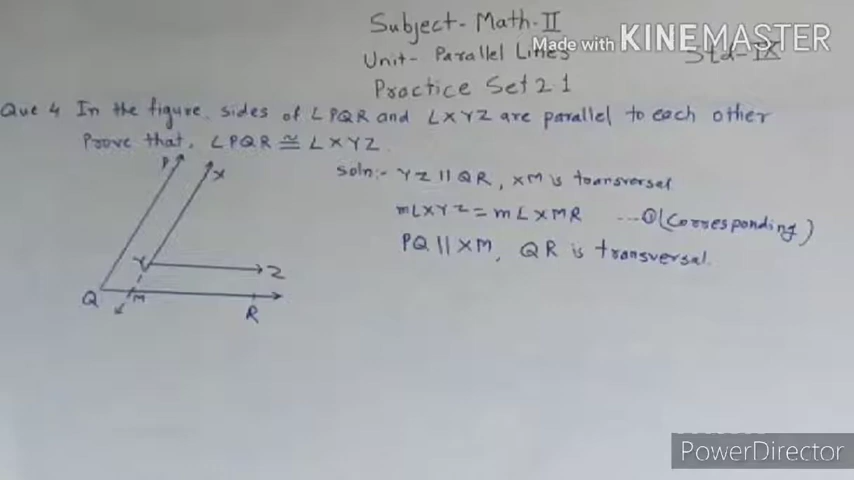 Subject- Math-II
Unit- Parallel Lines
Std-IX
Made with KINEMASTER
Practice Set 2.1
Que 4 In the figure, sides of ∠PQR and ∠XYZ are parallel to each other
Prove that, ∠PQR ≅ ∠XYZ.
Soln:- YZ || QR, XM is transversal
m∠XYZ = m∠XMR ...① (corresponding)
PQ || XM, QR is transversal.
P
X
Y
Z
Q
M
R
PowerDirector